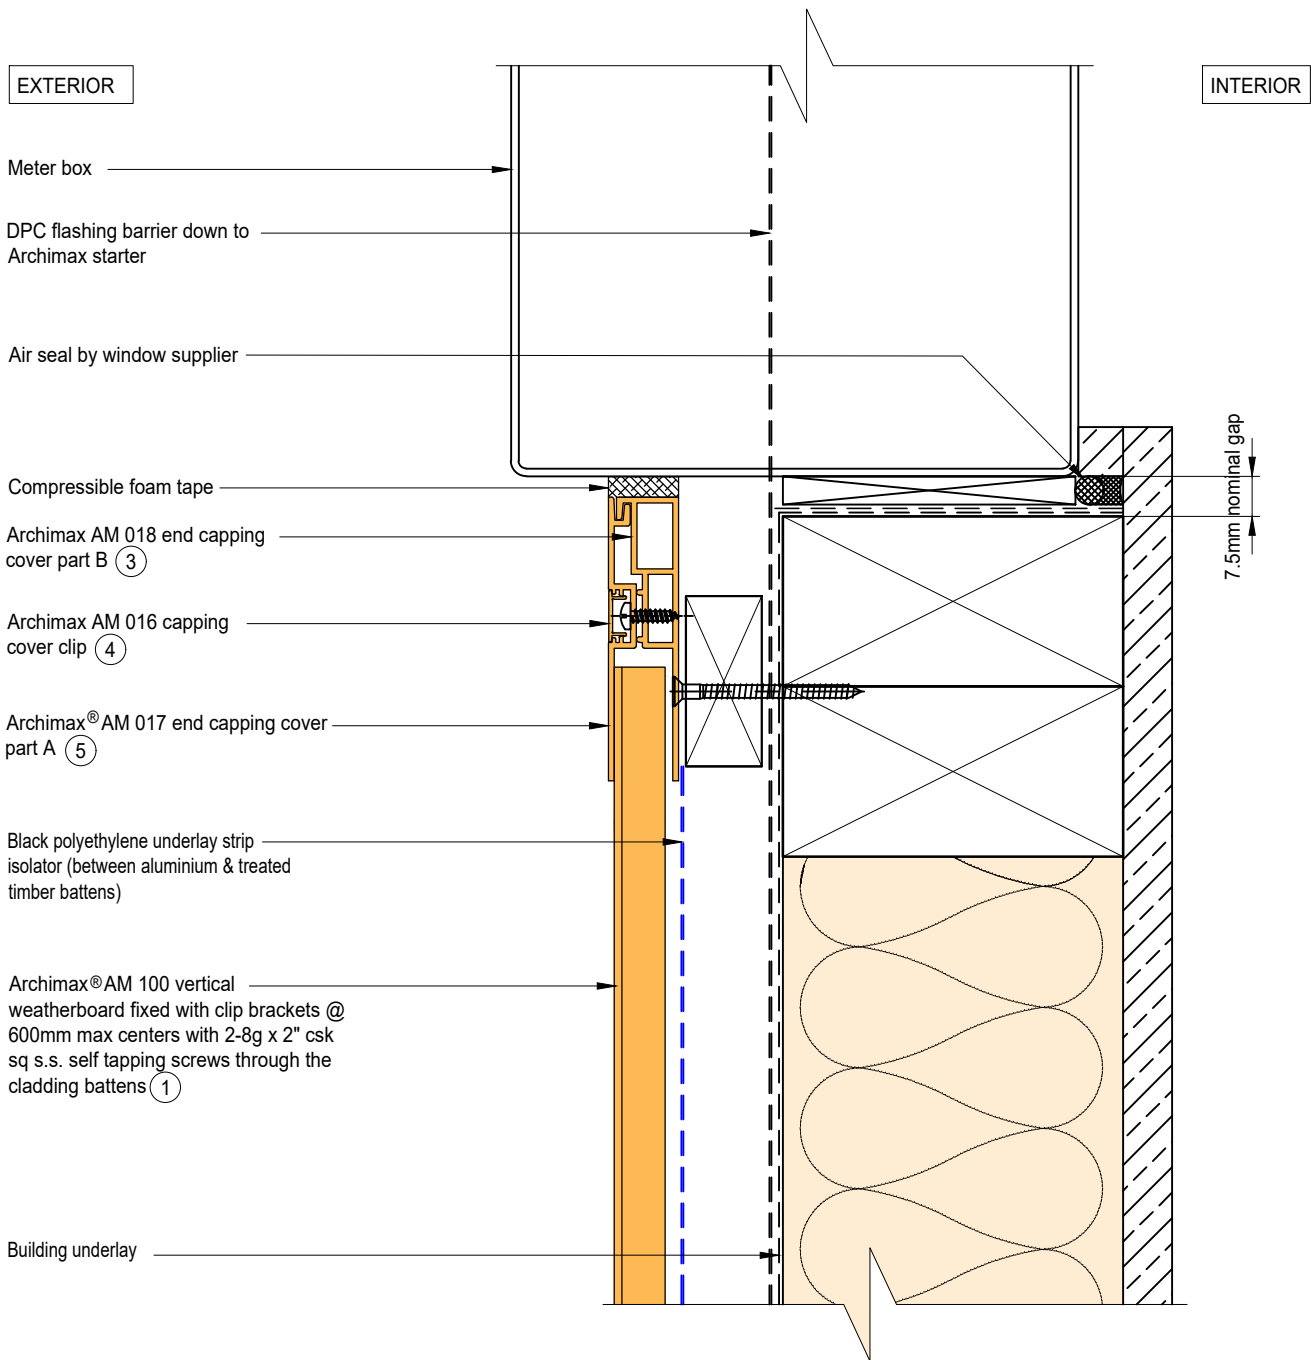 EXTERIOR
INTERIOR
Meter box
DPC flashing barrier down to
Archimax starter
Air seal by window supplier
7.5mm nominal gap
Compressible foam tape
Archimax AM 018 end capping
cover part B 3
Archimax AM 016 capping
cover clip 4
Archimax® AM 017 end capping cover
part A 5
Black polyethylene underlay strip
isolator (between aluminium & treated
timber battens)
Archimax® AM 100 vertical
weatherboard fixed with clip brackets @
600mm max centers with 2-8g x 2" csk
sq s.s. self tapping screws through the
cladding battens 1
Building underlay